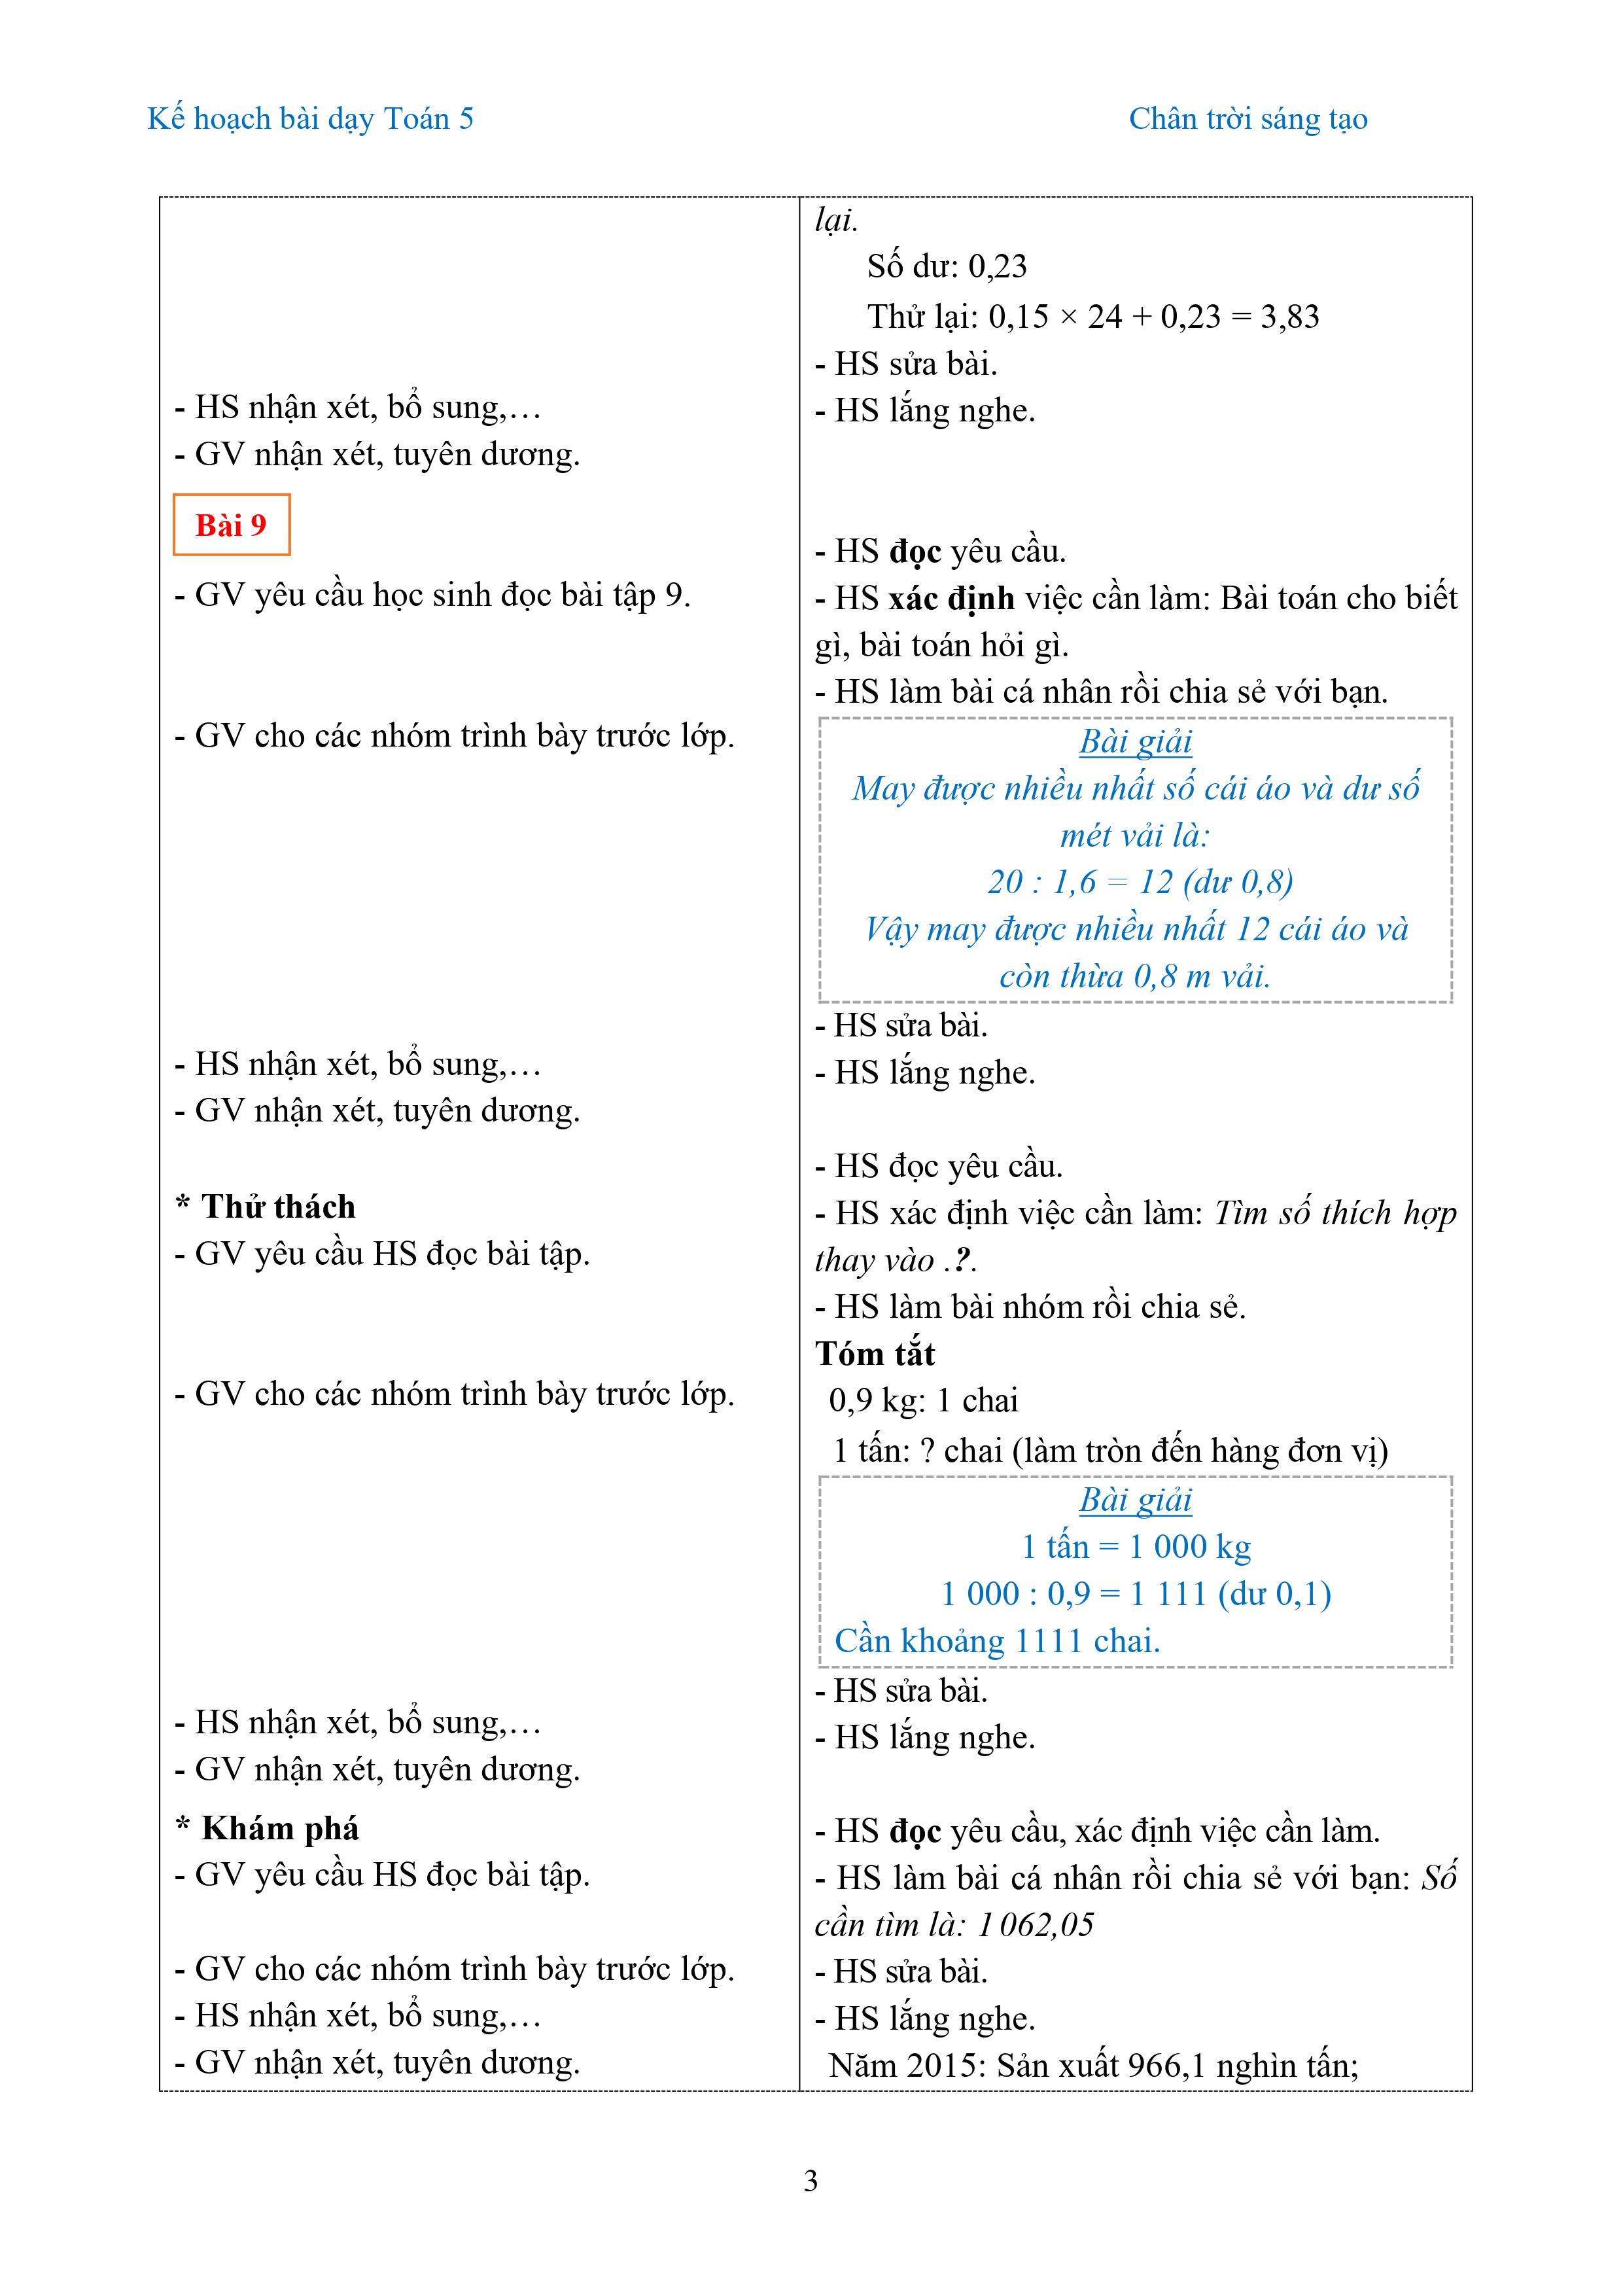 Kế hoạch bài dạy Toán 5
Chân trời sáng tạo
- HS nhận xét, bổ sung,…
- GV nhận xét, tuyên dương.
Bài 9
- GV yêu cầu học sinh đọc bài tập 9.
- GV cho các nhóm trình bày trước lớp.
- HS nhận xét, bổ sung,…
- GV nhận xét, tuyên dương.
* Thử thách
- GV yêu cầu HS đọc bài tập.
- GV cho các nhóm trình bày trước lớp.
- HS nhận xét, bổ sung,…
- GV nhận xét, tuyên dương.
* Khám phá
- GV yêu cầu HS đọc bài tập.
- GV cho các nhóm trình bày trước lớp.
- HS nhận xét, bổ sung,…
- GV nhận xét, tuyên dương.
lại.
Số dư: 0,23
Thử lại: 0,15 × 24 + 0,23 = 3,83
- HS sửa bài.
- HS lắng nghe.
- HS đọc yêu cầu.
- HS xác định việc cần làm: Bài toán cho biết
gì, bài toán hỏi gì.
- HS làm bài cá nhân rồi chia sẻ với bạn.
Bài giải
May được nhiều nhất số cái áo và dư số
mét vải là:
20 : 1,6 = 12 (dư 0,8)
Vậy may được nhiều nhất 12 cái áo và
còn thừa 0,8 m vải.
- HS sửa bài.
- HS lắng nghe.
- HS đọc yêu cầu.
- HS xác định việc cần làm: Tìm số thích hợp
thay vào .?.
- HS làm bài nhóm rồi chia sẻ.
Tóm tắt
0,9 kg: 1 chai
1 tấn: ? chai (làm tròn đến hàng đơn vị)
Bài giải
1 tấn = 1 000 kg
1 000 : 0,9 = 1 111 (dư 0,1)
Cần khoảng 1111 chai.
- HS sửa bài.
- HS lắng nghe.
- HS đọc yêu cầu, xác định việc cần làm.
- HS làm bài cá nhân rồi chia sẻ với bạn: Số
cần tìm là: 1 062,05
- HS sửa bài.
- HS lắng nghe.
Năm 2015: Sản xuất 966,1 nghìn tấn;
3